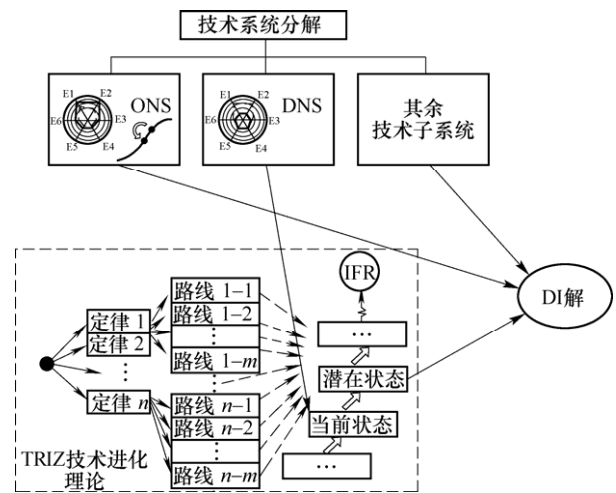 技术系统分解
E1
E2
ONS
E6
E3
E5
E4
E1
E2
DNS
E6
E3
E5
E4
其余
技术子系统
IFR
DI解
路线 1–1
路线 1–2
⋮
路线 1–m
⋮
路线 n–1
路线 n–2
⋮
路线 n–m
定律 1
定律 2
⋮
定律 n
…
潜在状态
当前状态
…
TRIZ技术进化
理论